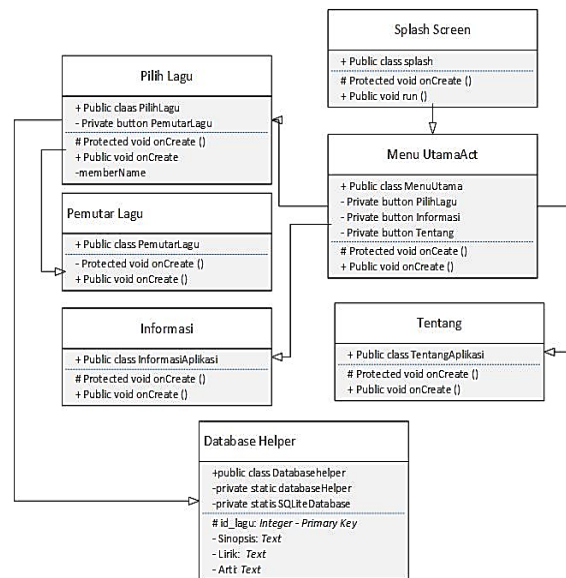 Splash Screen
+ Public class splash
# Protected void onCreate ()
+ Public void run ()
Pilih Lagu
+ Public claas PilihLagu
- Private button PemutarLagu
# Protected void onCreate ()
+ Public void onCreate
-memberName
Menu UtamaAct
+ Public class MenuUtama
- Private button PilihLagu
- Private button Informasi
- Private button Tentang
# Protected void onCeate ()
+ Public void onCreate ()
Pemutar Lagu
+ Public class PemutarLagu
- Protected void onCreate ()
+ Public void onCreate ()
Informasi
+ Public class InformasiAplikasi
# Protected void onCreate ()
+ Public void onCreate ()
Tentang
+ Public class TentangAplikasi
# Protected void onCreate ()
+ Public void onCreate ()
Database Helper
+public class Databasehelper
-private static databaseHelper
-private statis SQLiteDatabase
# id_lagu: Integer - Primary Key
- Sinopsis: Text
- Lirik: Text
- Arti: Text